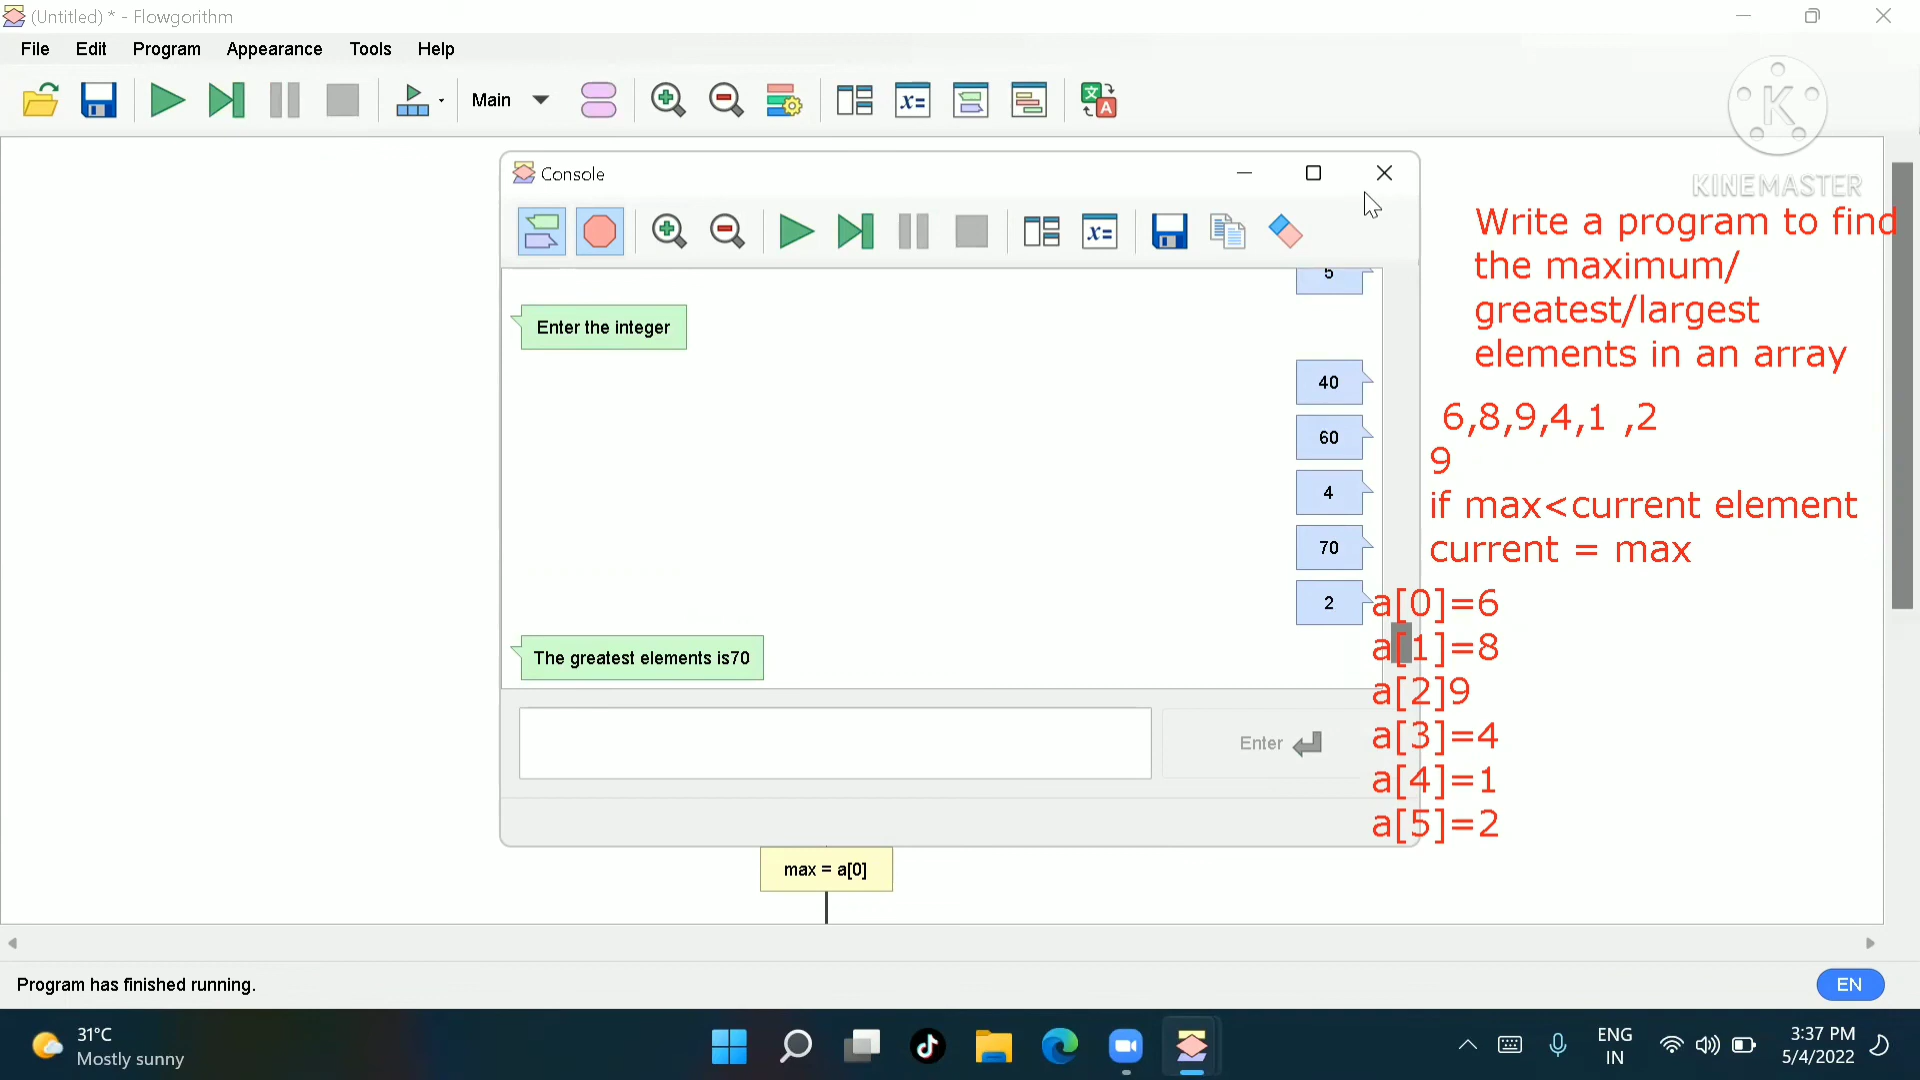 (Untitled) * - Flowgorithm
File Edit Program Appearance Tools Help
Main
x=
K
KINEMASTER
Console
x=
Write a program to find
the maximum/
greatest/largest
elements in an array
5
Enter the integer
40
60
4
70
2
The greatest elements is70
6,8,9,4,1 ,2
9
if max<current element
current = max
a[0]=6
a[1]=8
a[2]9
a[3]=4
a[4]=1
a[5]=2
Enter
max = a[0]
Program has finished running.
EN
31°C
Mostly sunny
ENG
IN
3:37 PM
5/4/2022